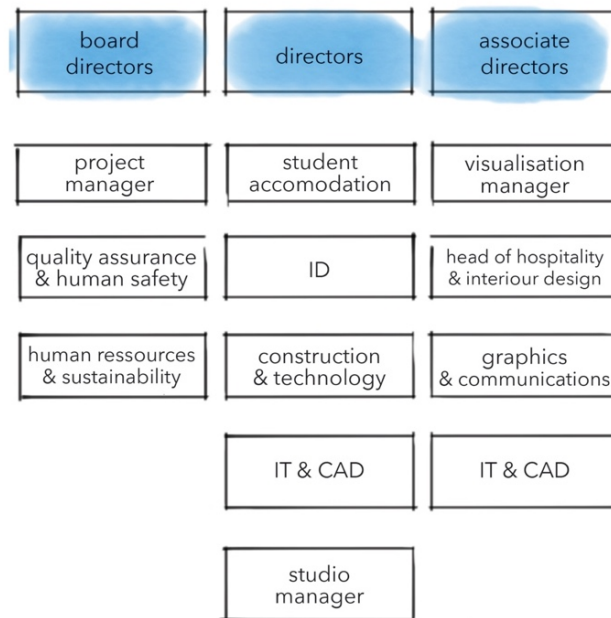 board
directors
directors
associate
directors
project
manager
student
accomodation
visualisation
manager
quality assurance
& human safety
ID
head of hospitality
& interiour design
human ressources
& sustainability
construction
& technology
graphics
& communications
IT & CAD
IT & CAD
studio
manager